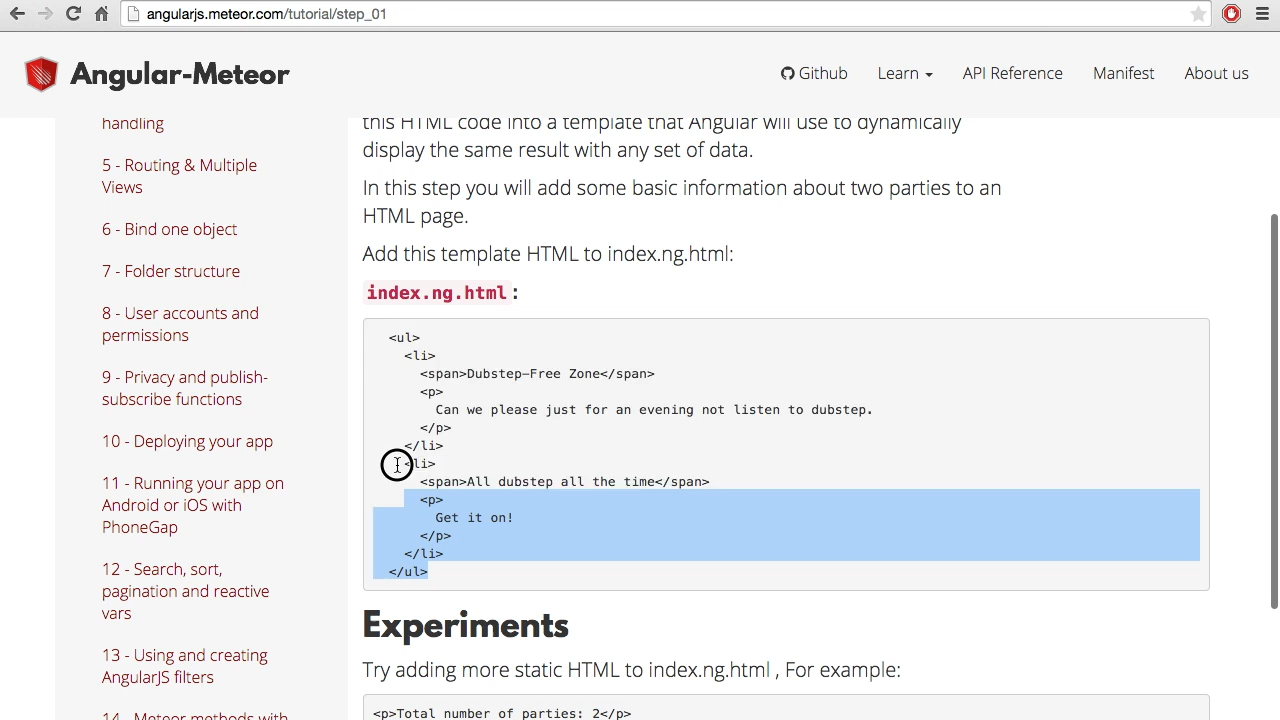 angularjs.meteor.com/tutorial/step_01
Angular-Meteor
Github Learn API Reference Manifest About us
handling
5 - Routing & Multiple
Views
6 - Bind one object
7 - Folder structure
8 - User accounts and
permissions
9 - Privacy and publish-
subscribe functions
10 - Deploying your app
11 - Running your app on
Android or iOS with
PhoneGap
12 - Search, sort,
pagination and reactive
vars
13 - Using and creating
AngularJS filters
14 - Meteor methods with
this HTML code into a template that Angular will use to dynamically
display the same result with any set of data.
In this step you will add some basic information about two parties to an
HTML page.
Add this template HTML to index.ng.html:
index.ng.html:
<ul>
<li>
<span>Dubstep-Free Zone</span>
<p>
Can we please just for an evening not listen to dubstep.
</p>
</li>
<li>
<span>All dubstep all the time</span>
<p>
Get it on!
</p>
</li>
</ul>
Experiments
Try adding more static HTML to index.ng.html , For example:
<p>Total number of parties: 2</p>